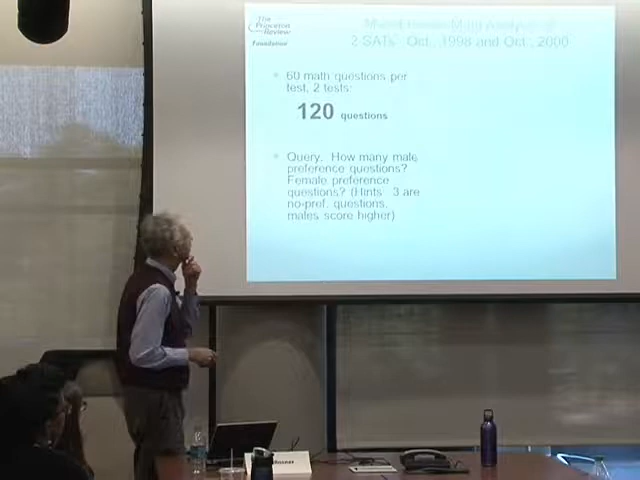 The
Princeton
Review
Foundation
2 SATs Oct., 1998 and Oct., 2000
60 math questions per
test, 2 tests:
120 questions
Query. How many male
preference questions?
Female preference
questions? (Hints 3 are
no-pref. questions,
males score higher)